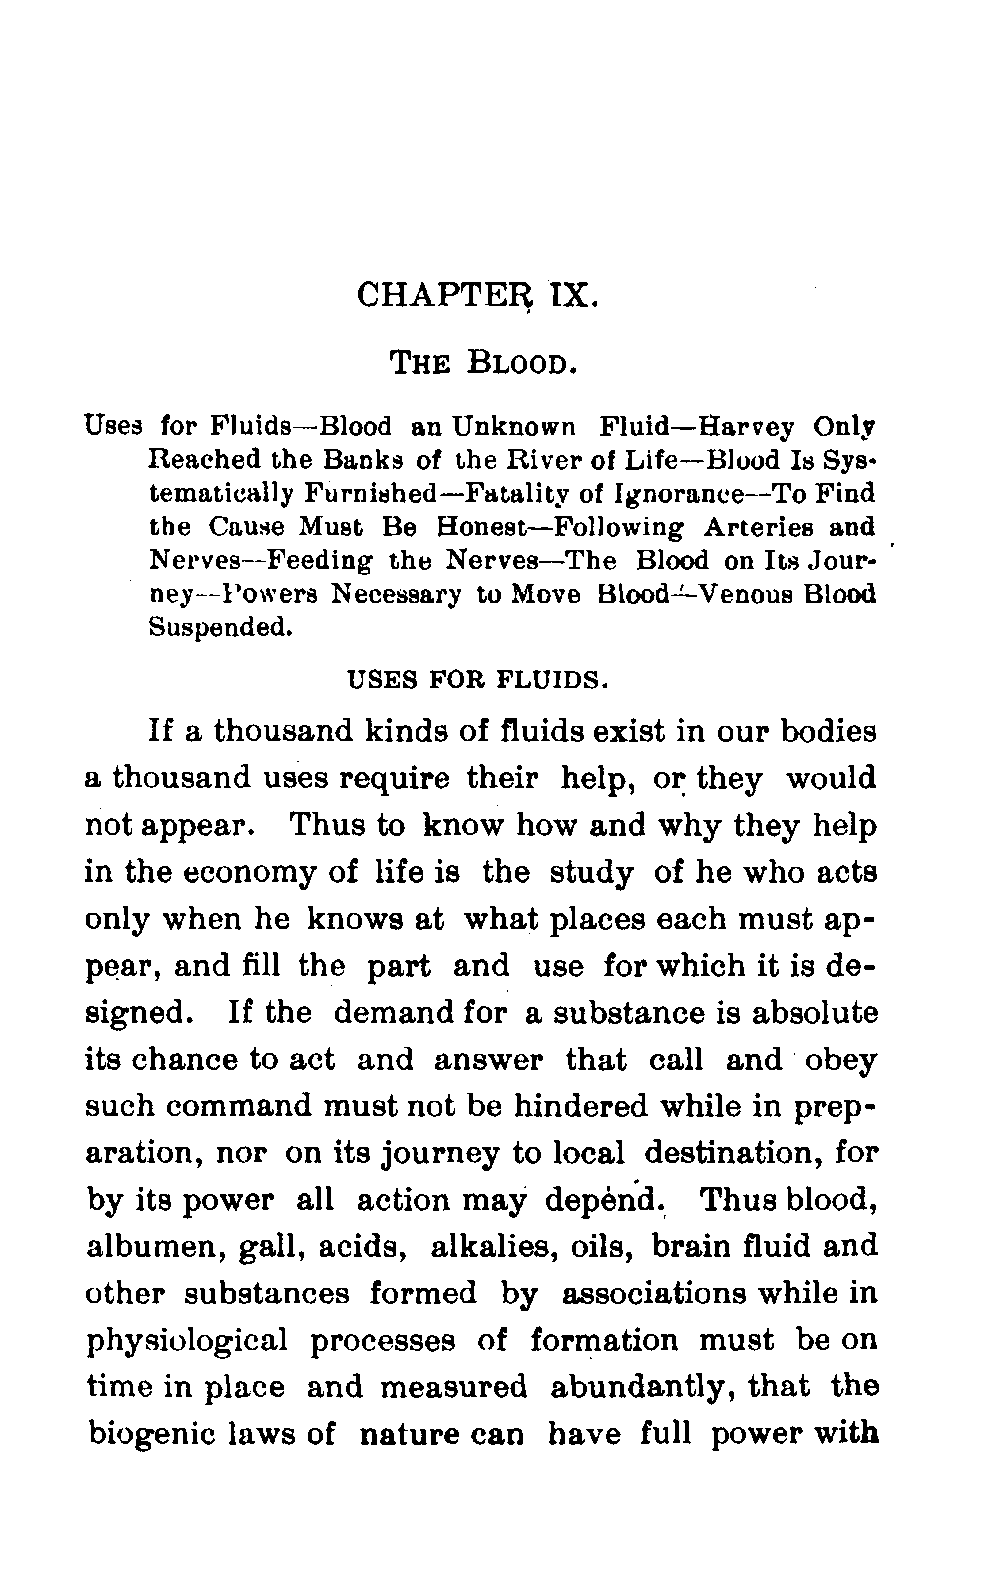 CHAPTER IX.
THE BLOOD.
Uses for Fluids—Blood an Unknown Fluid—Harvey Only
Reached the Banks of the River of Life—Blood Is Sys-
tematically Furnished—Fatality of Ignorance—To Find
the Cause Must Be Honest—Following Arteries and
Nerves—Feeding the Nerves—The Blood on Its Jour-
ney—Powers Necessary to Move Blood—Venous Blood
Suspended.
USES FOR FLUIDS.
If a thousand kinds of fluids exist in our bodies
a thousand uses require their help, or they would
not appear. Thus to know how and why they help
in the economy of life is the study of he who acts
only when he knows at what places each must ap-
pear, and fill the part and use for which it is de-
signed. If the demand for a substance is absolute
its chance to act and answer that call and obey
such command must not be hindered while in prep-
aration, nor on its journey to local destination, for
by its power all action may depend. Thus blood,
albumen, gall, acids, alkalies, oils, brain fluid and
other substances formed by associations while in
physiological processes of formation must be on
time in place and measured abundantly, that the
biogenic laws of nature can have full power with